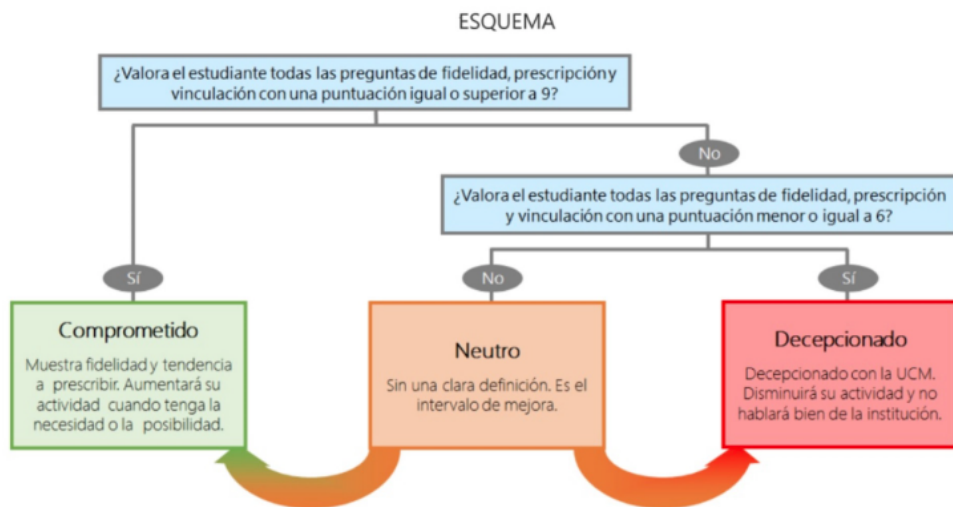 ESQUEMA
¿Valora el estudiante todas las preguntas de fidelidad, prescripción y
vinculación con una puntuación igual o superior a 9?
No
¿Valora el estudiante todas las preguntas de fidelidad, prescripción
y vinculación con una puntuación menor o igual a 6?
Sí
No
Sí
Comprometido
Muestra fidelidad y tendencia
a prescribir. Aumentará su
actividad cuando tenga la
necesidad o la posibilidad.
Neutro
Sin una clara definición. Es el
intervalo de mejora.
Decepcionado
Decepcionado con la UCM.
Disminuirá su actividad y no
hablará bien de la institución.